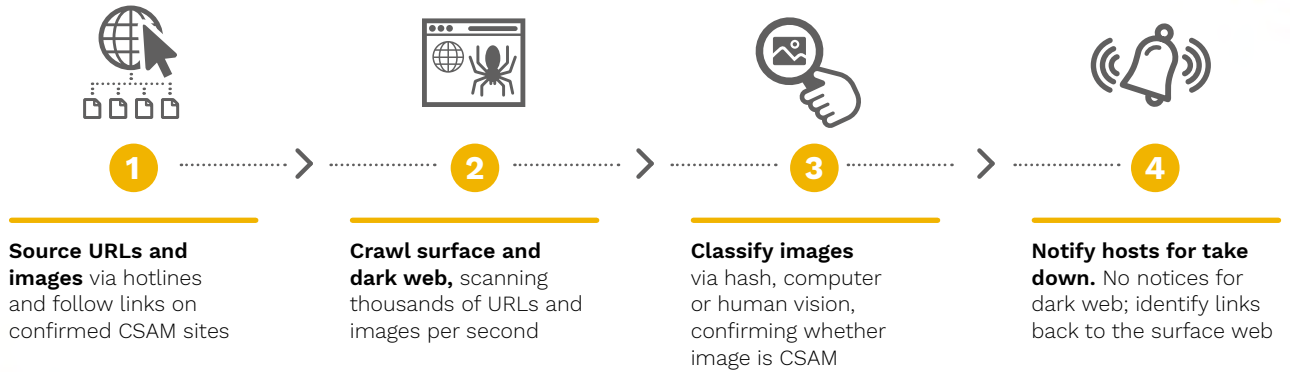 1
2
3
4
Source URLs and
images via hotlines
and follow links on
confirmed CSAM sites
Crawl surface and
dark web, scanning
thousands of URLs and
images per second
Classify images
via hash, computer
or human vision,
confirming whether
image is CSAM
Notify hosts for take
down. No notices for
dark web; identify links
back to the surface web